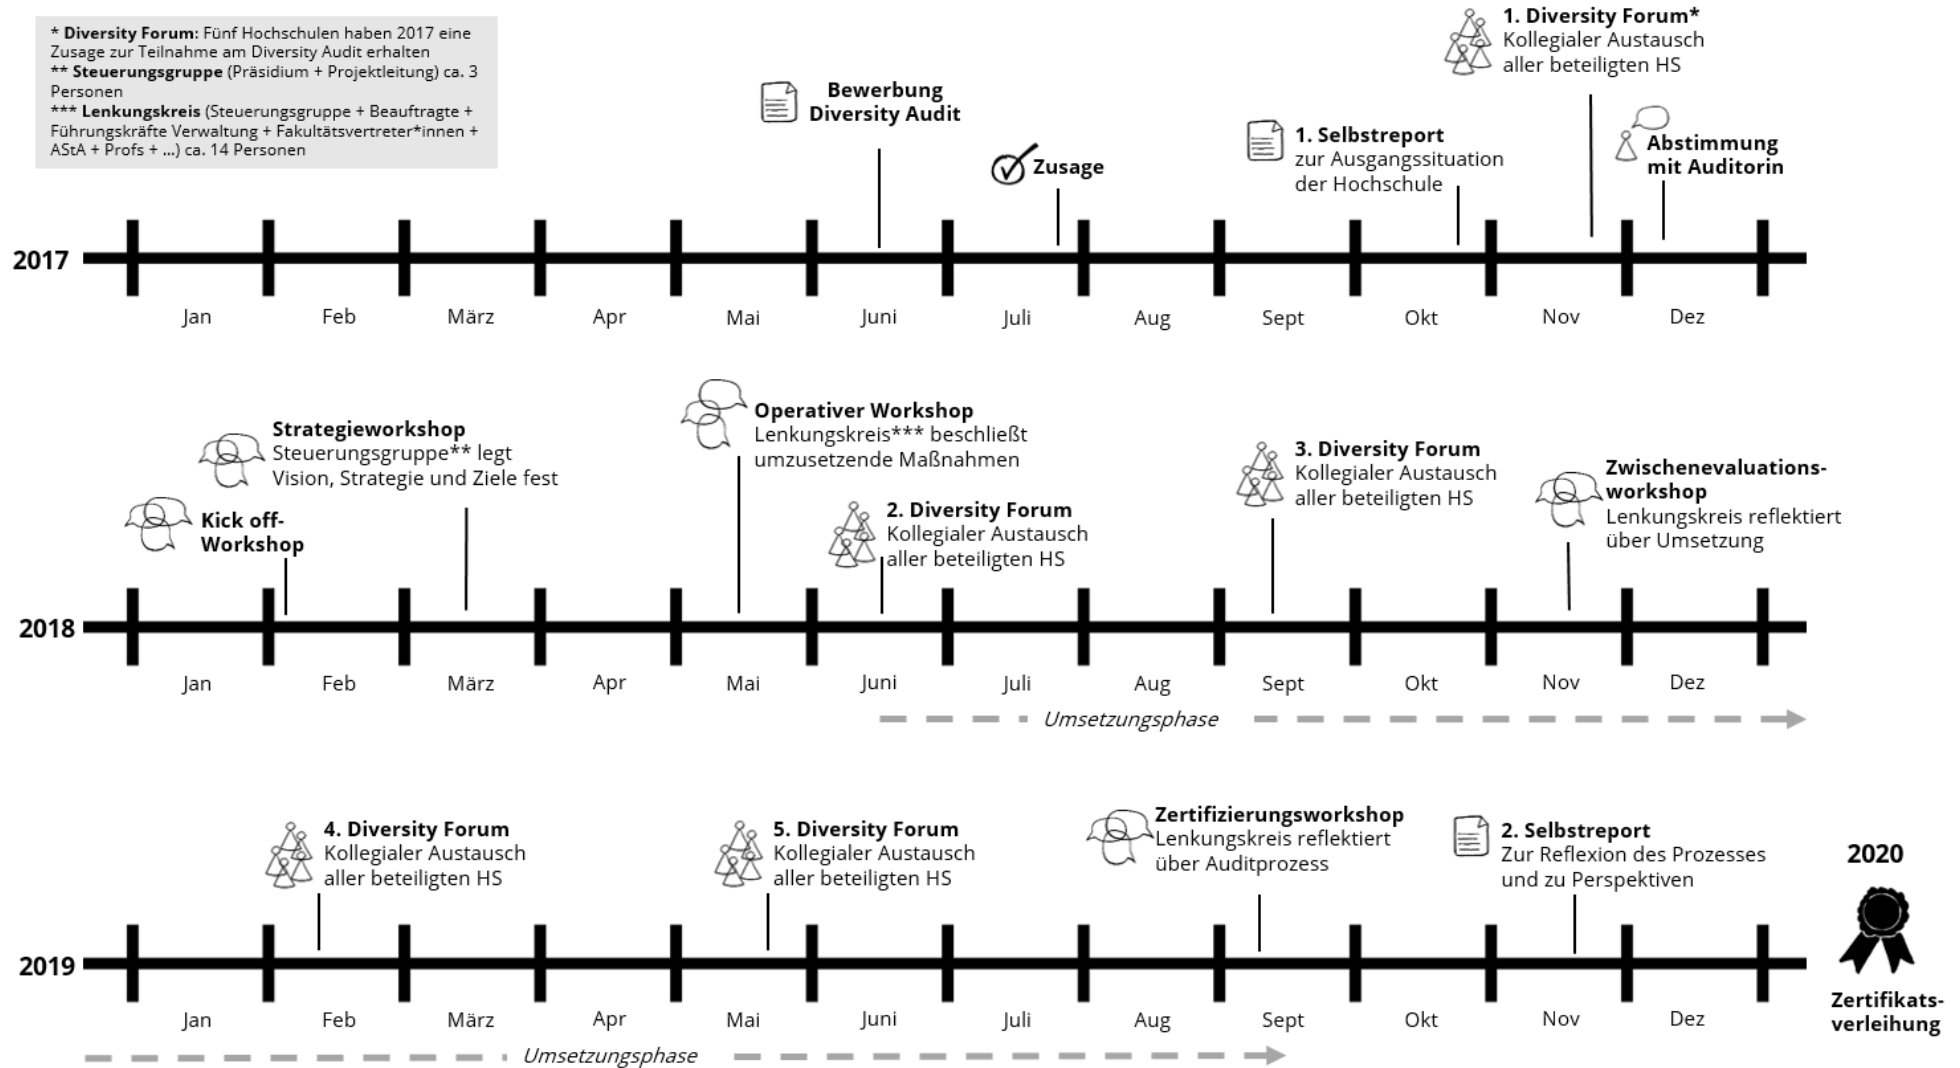 * Diversity Forum: Fünf Hochschulen haben 2017 eine
Zusage zur Teilnahme am Diversity Audit erhalten
** Steuerungsgruppe (Präsidium + Projektleitung) ca. 3
Personen
*** Lenkungskreis (Steuerungsgruppe + Beauftragte +
Führungskräfte Verwaltung + Fakultätsvertreter*innen +
AStA + Profs + ...) ca. 14 Personen
Bewerbung
Diversity Audit
Zusage
1. Selbstreport
zur Ausgangssituation
der Hochschule
1. Diversity Forum*
Kollegialer Austausch
aller beteiligten HS
Abstimmung
mit Auditorin
2017
Jan Feb März Apr Mai Juni Juli Aug Sept Okt Nov Dez
Kick off-
Workshop
Strategieworkshop
Steuerungsgruppe** legt
Vision, Strategie und Ziele fest
Operativer Workshop
Lenkungskreis*** beschließt
umzusetzende Maßnahmen
2. Diversity Forum
Kollegialer Austausch
aller beteiligten HS
3. Diversity Forum
Kollegialer Austausch
aller beteiligten HS
Zwischenevaluations-
workshop
Lenkungskreis reflektiert
über Umsetzung
2018
Jan Feb März Apr Mai Juni Juli Aug Sept Okt Nov Dez
Umsetzungsphase
4. Diversity Forum
Kollegialer Austausch
aller beteiligten HS
5. Diversity Forum
Kollegialer Austausch
aller beteiligten HS
Zertifizierungsworkshop
Lenkungskreis reflektiert
über Auditprozess
2. Selbstreport
Zur Reflexion des Prozesses
und zu Perspektiven
2020
Zertifikats-
verleihung
2019
Jan Feb März Apr Mai Juni Juli Aug Sept Okt Nov Dez
Umsetzungsphase